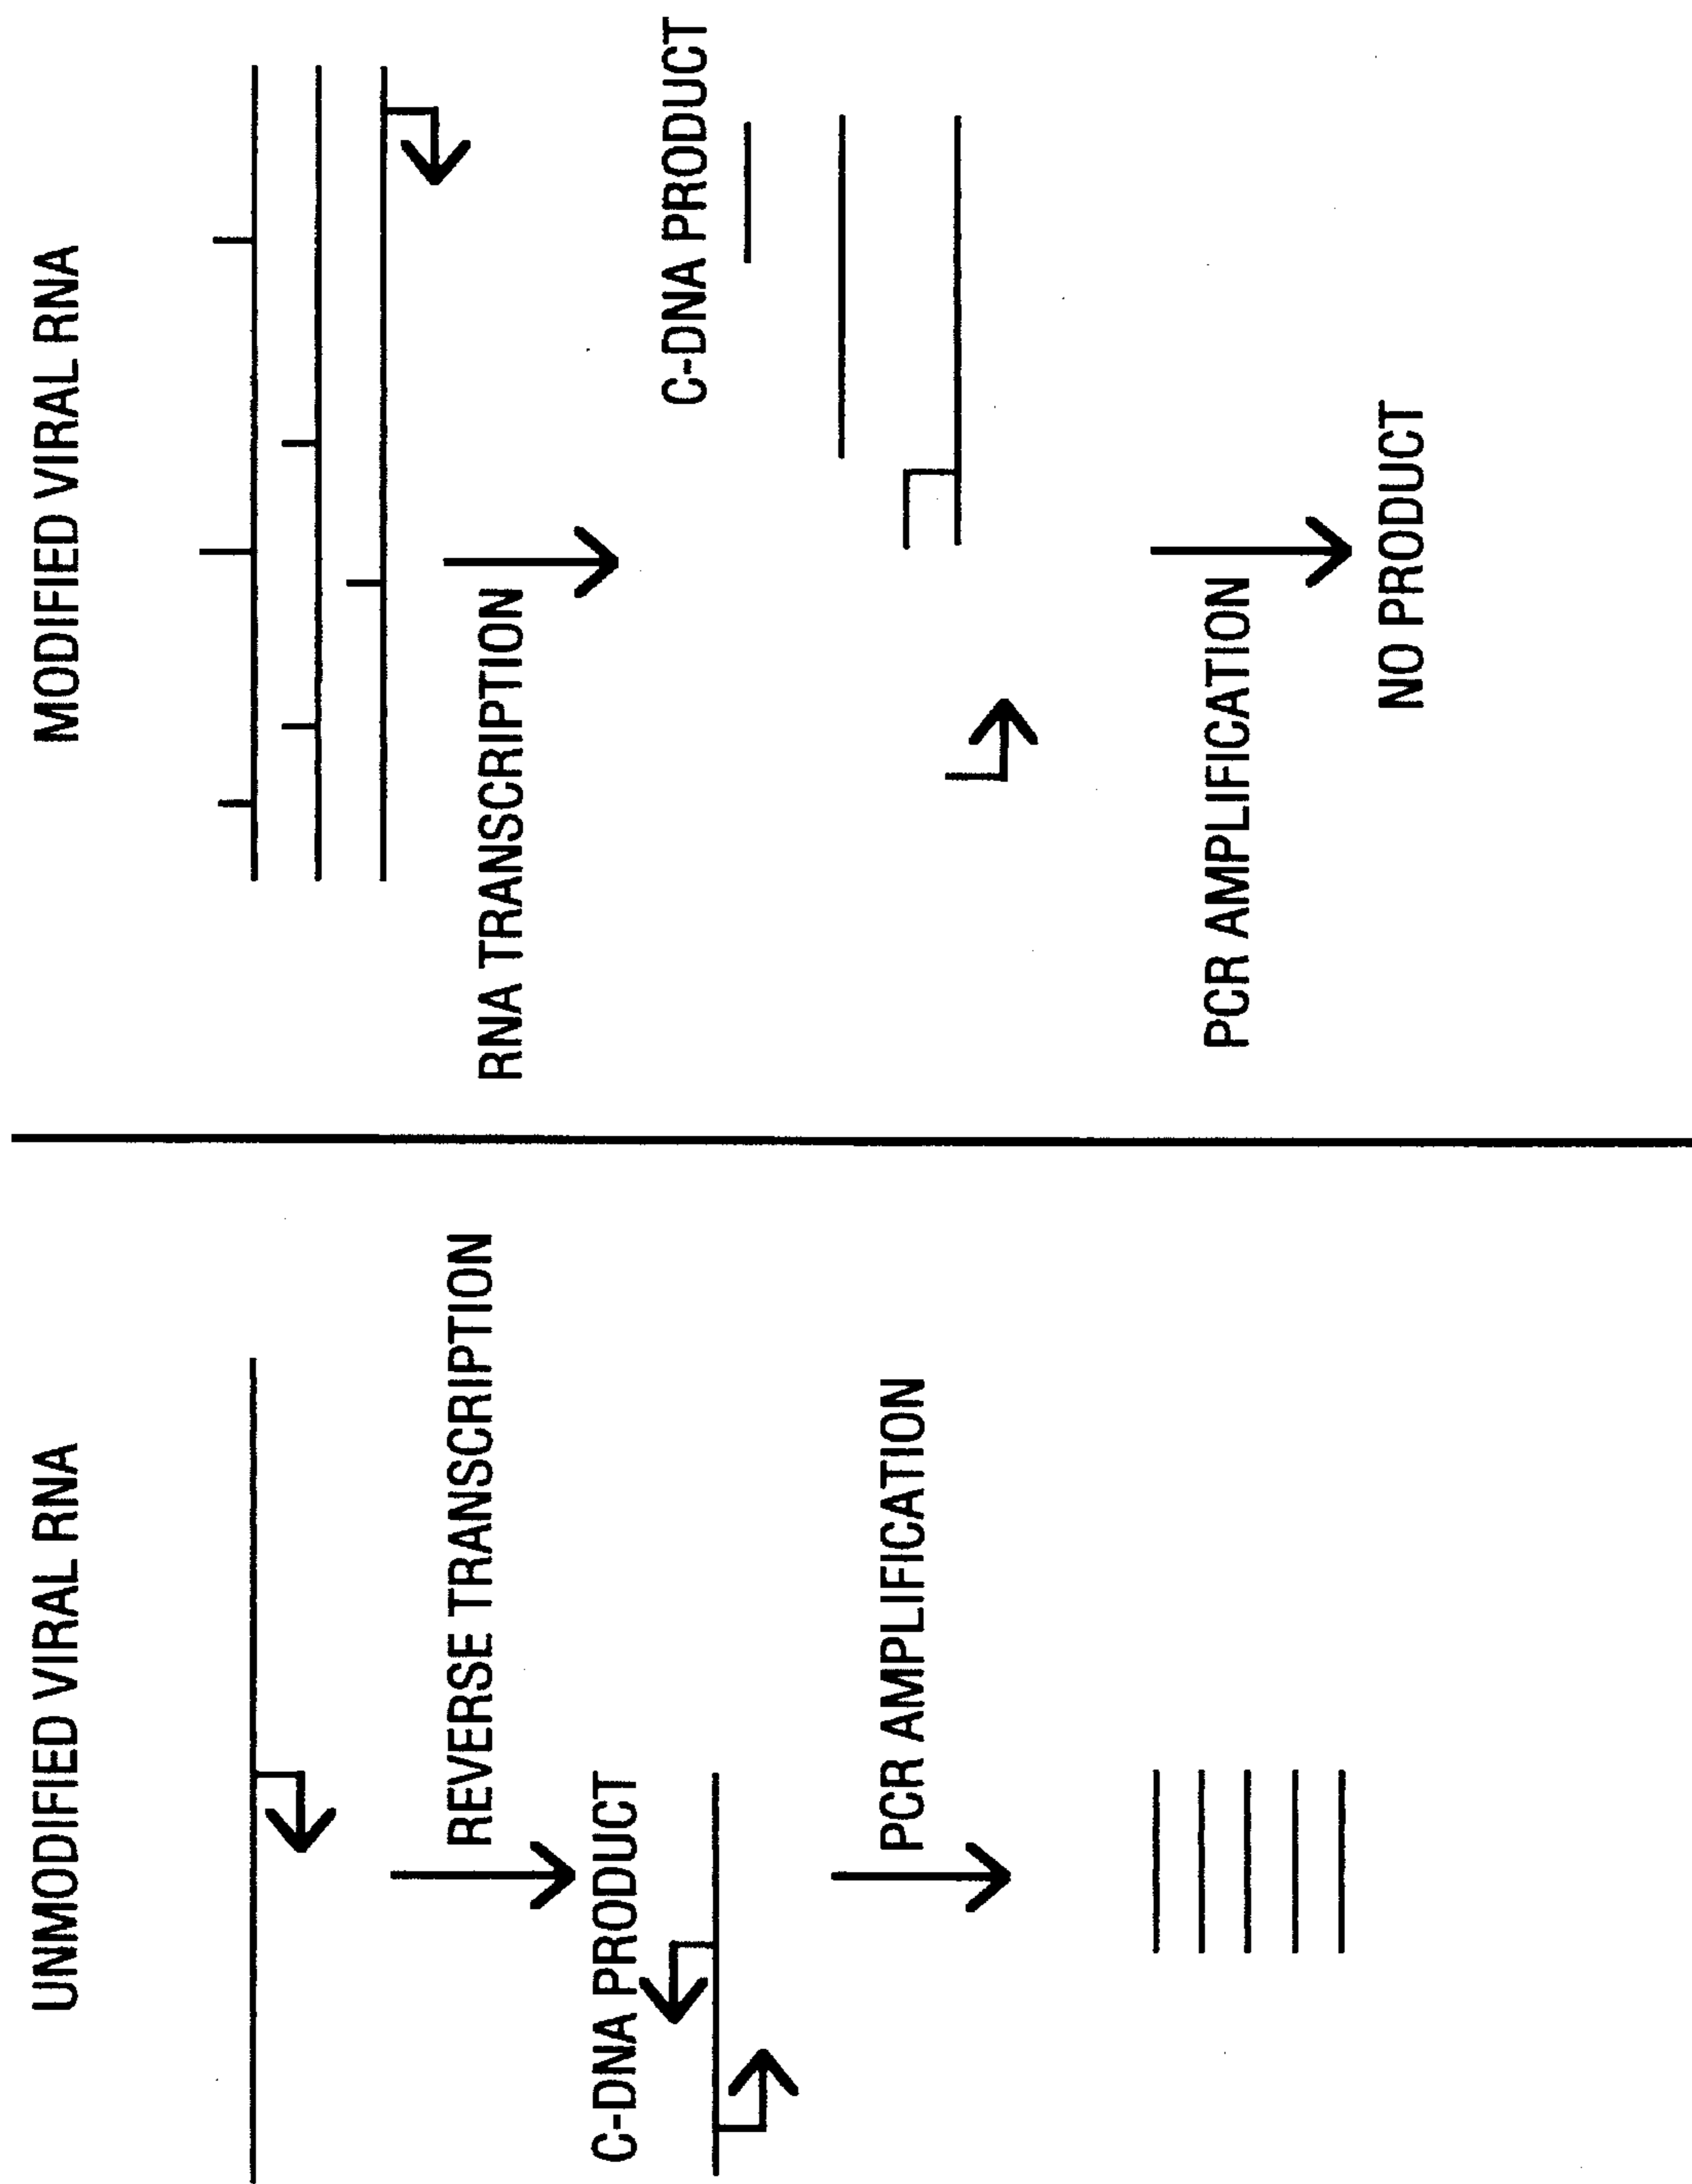 UNMODIFIED VIRAL RNA
REVERSE TRANSCRIPTION
C-DNA PRODUCT
PCR AMPLIFICATION
MODIFIED VIRAL RNA
RNA TRANSCRIPTION
C-DNA PRODUCT
PCR AMPLIFICATION
NO PRODUCT